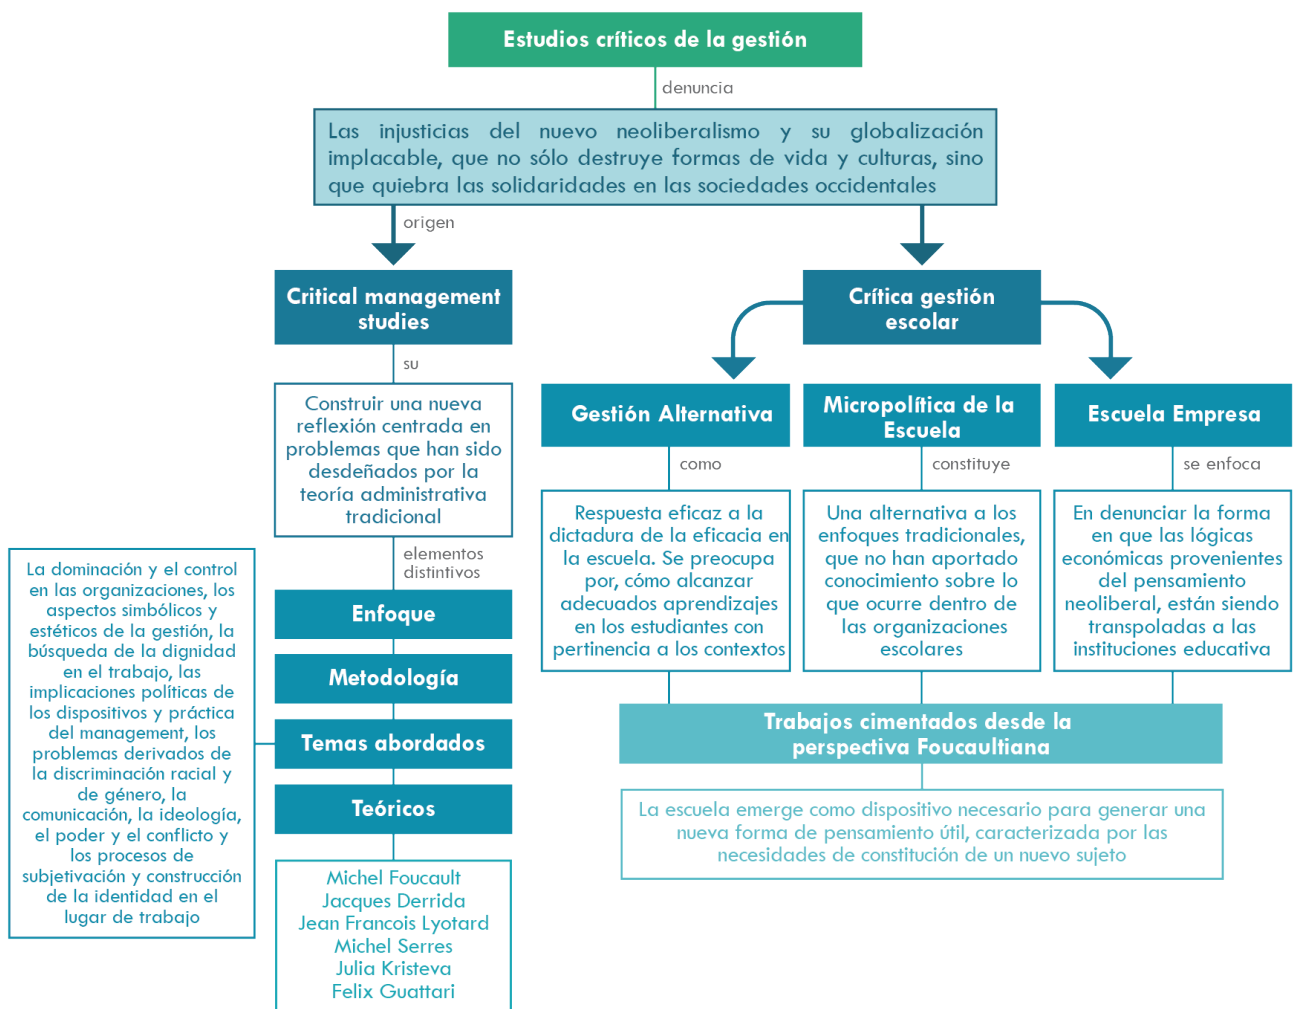 Estudios críticos de la gestión
denuncia
Las injusticias del nuevo neoliberalismo y su globalización
implacable, que no sólo destruye formas de vida y culturas, sino
que quiebra las solidaridades en las sociedades occidentales
origen
Critical management
studies
su
Construir una nueva
reflexión centrada en
problemas que han sido
desdeñados por la
teoría administrativa
tradicional
elementos
distintivos
Enfoque
Metodología
Temas abordados
La dominación y el control
en las organizaciones, los
aspectos simbólicos y
estéticos de la gestión, la
búsqueda de la dignidad
en el trabajo, las
implicaciones políticas de
los dispositivos y práctica
del management, los
problemas derivados de
la discriminación racial y
de género, la
comunicación, la ideología,
el poder y el conflicto y
los procesos de
subjetivación y construcción
de la identidad en el
lugar de trabajo
Teóricos
Michel Foucault
Jacques Derrida
Jean Francois Lyotard
Michel Serres
Julia Kristeva
Felix Guattari
Crítica gestión
escolar
Gestión Alternativa
como
Respuesta eficaz a la
dictadura de la eficacia en
la escuela. Se preocupa
por, cómo alcanzar
adecuados aprendizajes
en los estudiantes con
pertinencia a los contextos
Micropolítica de la
Escuela
constituye
Una alternativa a los
enfoques tradicionales,
que no han aportado
conocimiento sobre lo
que ocurre dentro de
las organizaciones
escolares
Escuela Empresa
se enfoca
En denunciar la forma
en que las lógicas
económicas provenientes
del pensamiento
neoliberal, están siendo
transpoladas a las
instituciones educativa
Trabajos cimentados desde la
perspectiva Foucaultiana
La escuela emerge como dispositivo necesario para generar una
nueva forma de pensamiento útil, caracterizada por las
necesidades de constitución de un nuevo sujeto